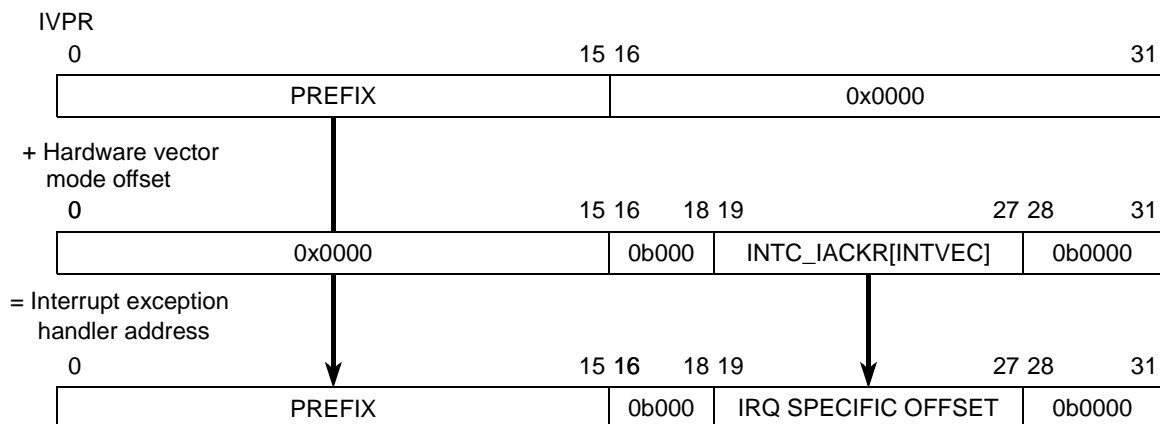 IVPR
0 15 16 31
PREFIX 0x0000
+ Hardware vector
mode offset
0 15 16 18 19 27 28 31
0x0000 0b000 INTC_IACKR[INTVEC] 0b0000
= Interrupt exception
handler address
0 15 16 18 19 27 28 31
PREFIX 0b000 IRQ SPECIFIC OFFSET 0b0000